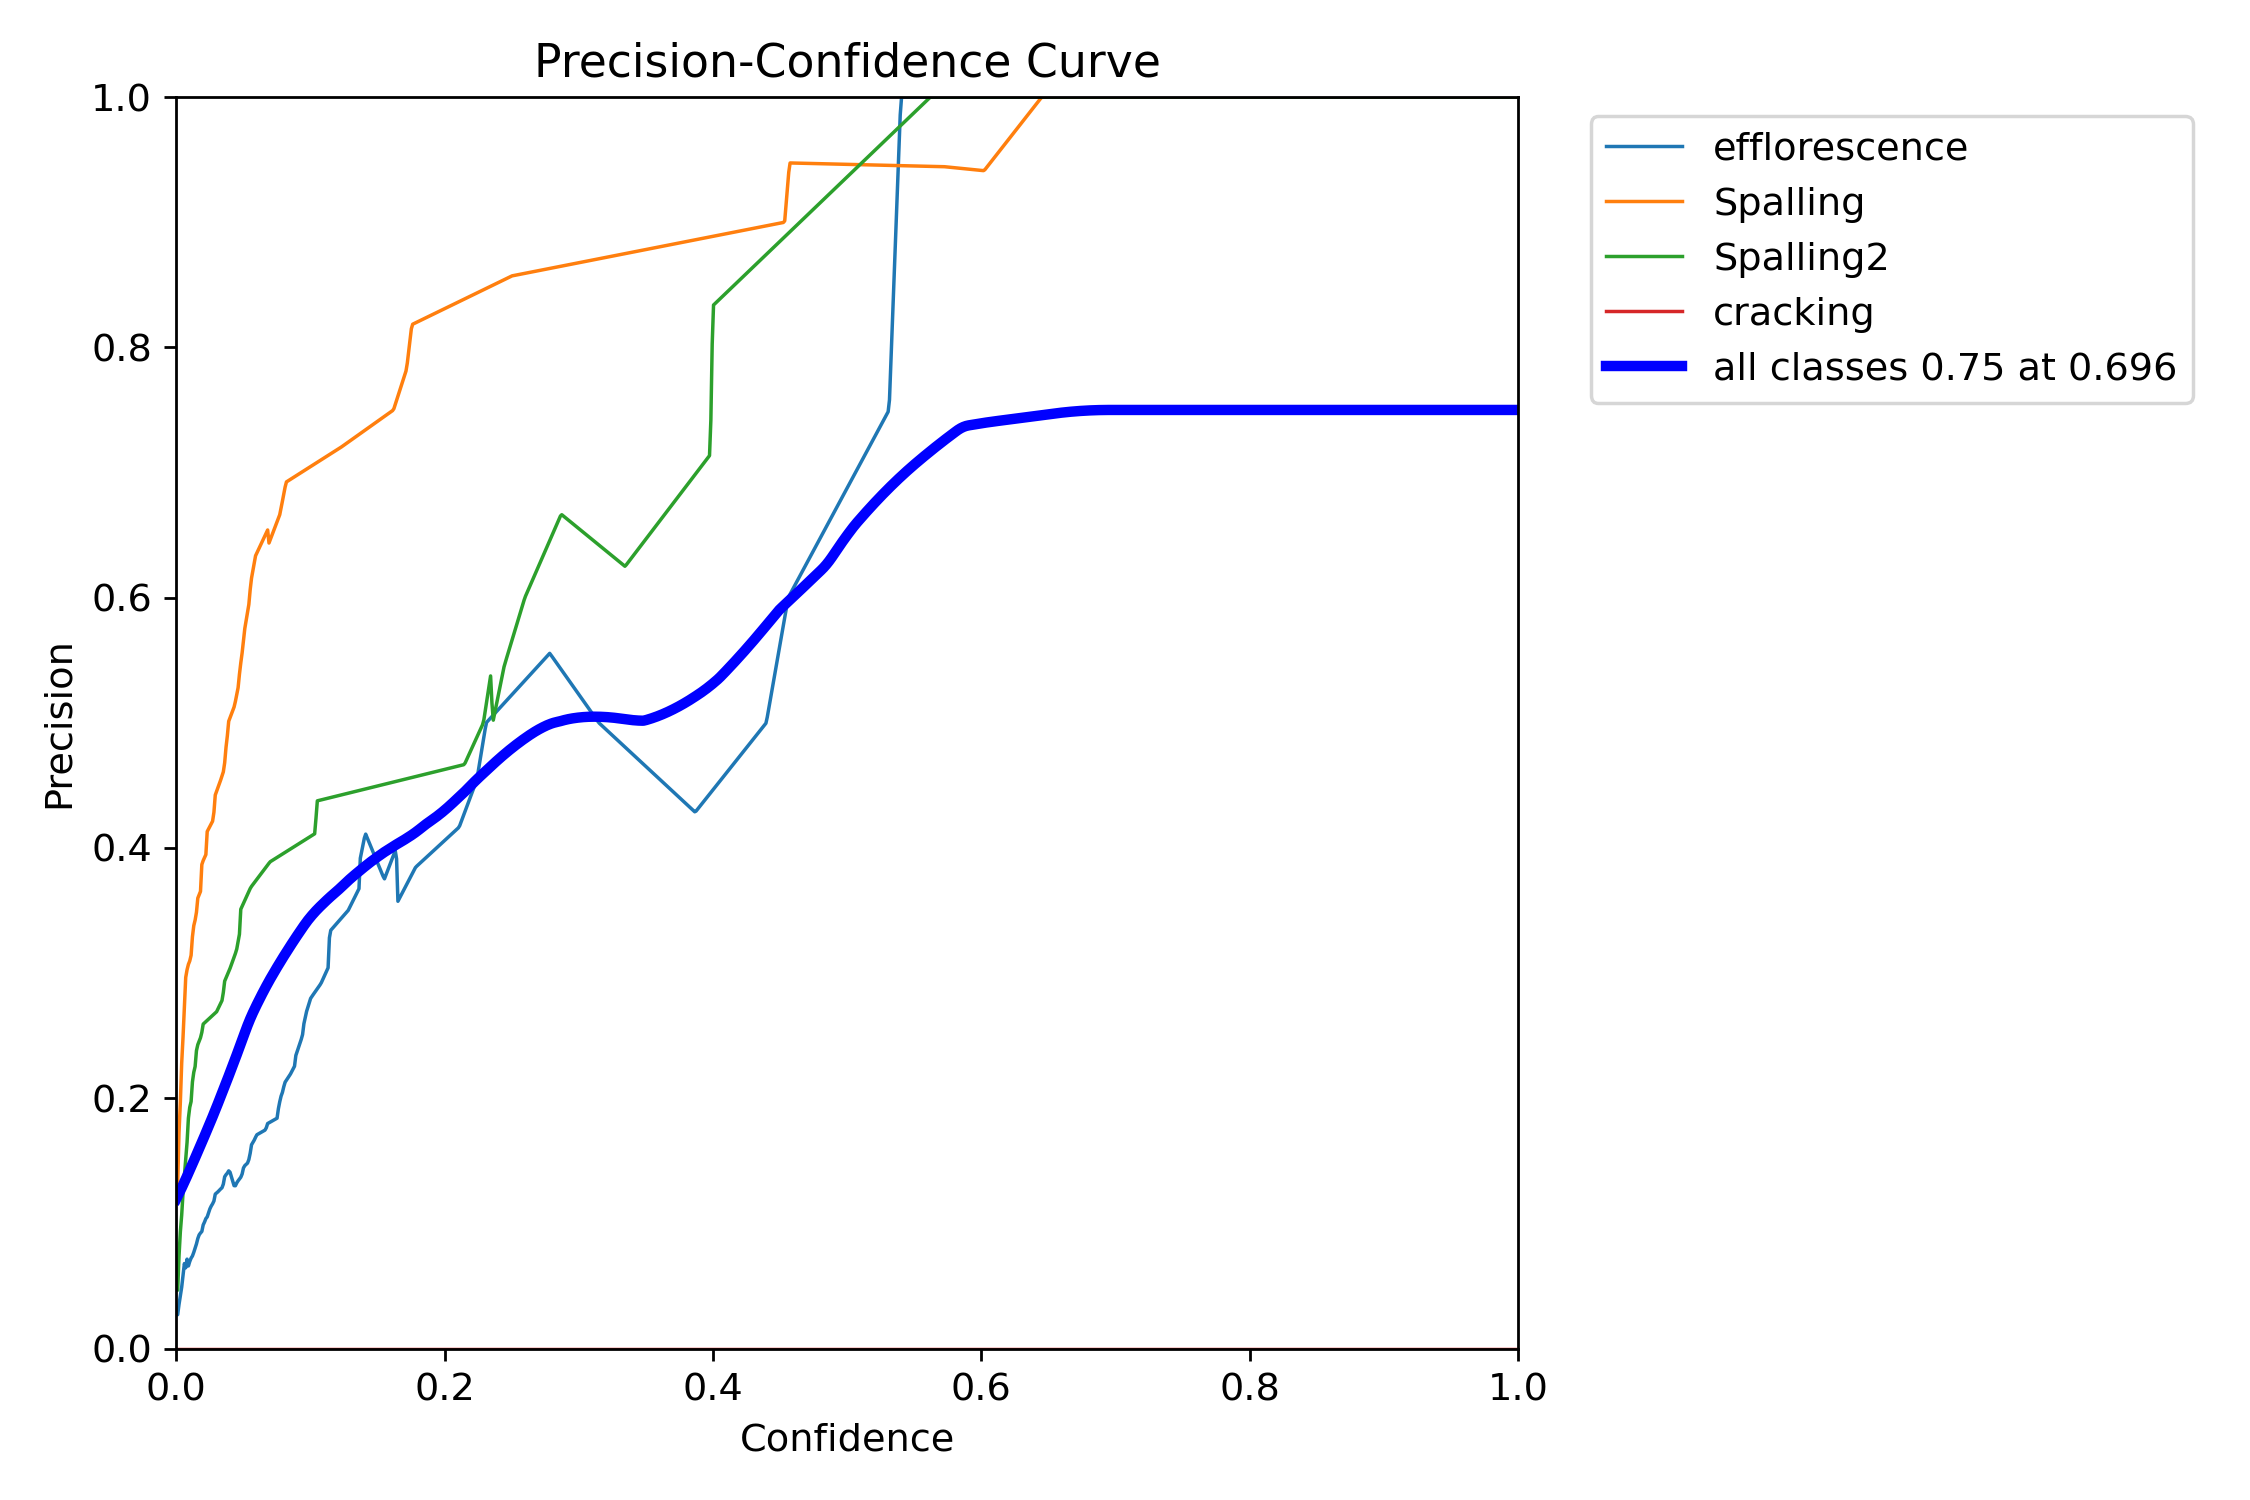 Precision-Confidence Curve
1.0
0.8
0.6
0.4
0.2
0.0
Precision
0.0 0.2 0.4 0.6 0.8 1.0
Confidence
efflorescence
Spalling
Spalling2
cracking
all classes 0.75 at 0.696